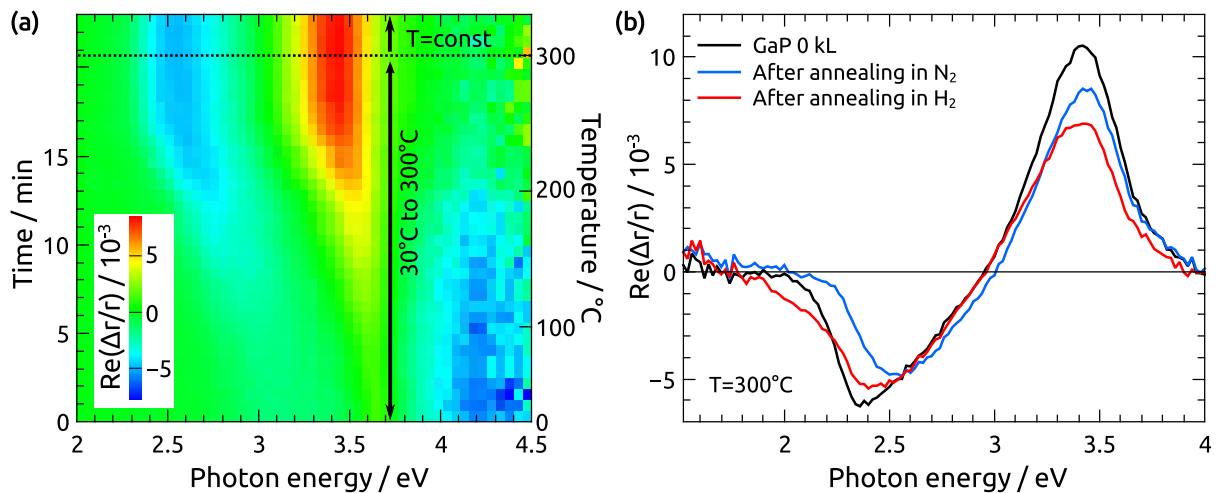 (a)
T=const
30°C to 300°C
Time / min
15
10
5
0
Temperature / °C
300
200
100
0
Re(Δr/r) / 10⁻³
5
0
−5
2
2.5
3
3.5
4
4.5
Photon energy / eV
(b)
GaP 0 kL
After annealing in N₂
After annealing in H₂
Re(Δr/r) / 10⁻³
10
5
0
−5
T=300°C
2
2.5
3
3.5
4
Photon energy / eV